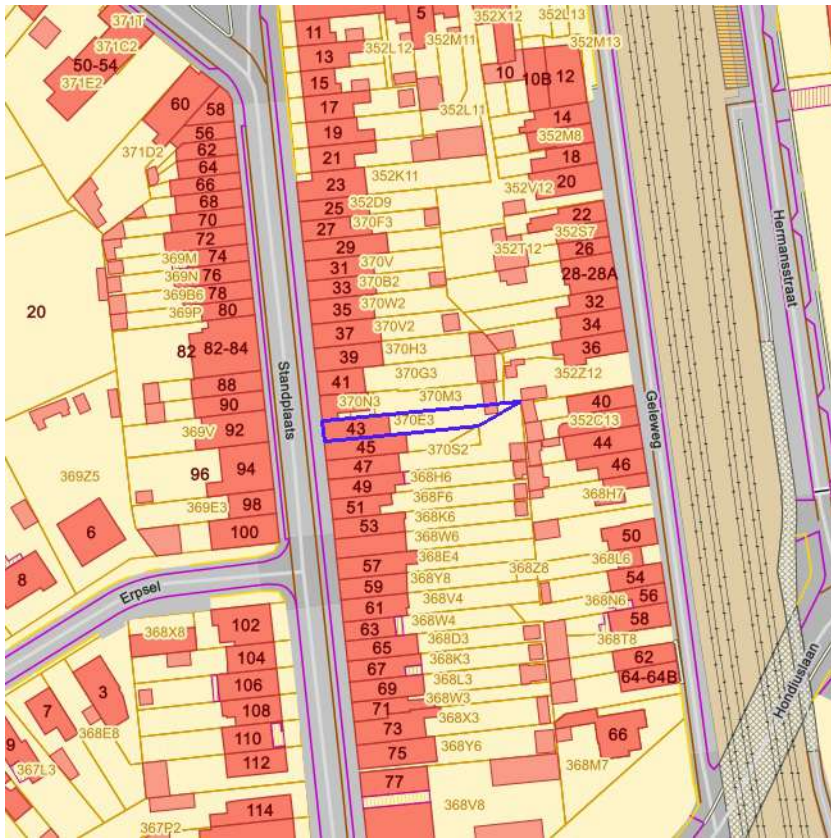 371T
371C2
50-54
371E2
5
352X12
352L13
11
352L12
352M11
352M13
13
10
10B
12
15
60
58
17
352L11
14
56
19
352M8
371D2
62
21
18
64
352K11
20
66
23
352V12
68
25
352D9
70
27
370F3
22
352S7
72
29
352T12
26
369M
74
31
370V
369N
76
33
370B2
28-28A
369B6
78
35
370W2
32
369P
80
20
37
370V2
34
82
82-84
39
370H3
36
88
41
370G3
352Z12
90
370N3
370M3
40
369V
92
43
370E3
352C13
45
370S2
44
96
94
47
368H6
46
369Z5
49
368F6
368H7
369E3
98
51
368K6
6
100
53
368W6
50
57
368E4
368L6
8
59
368Y8
368Z8
54
61
368V4
368N6
56
63
368W4
58
368X8
102
65
368D3
368T8
104
67
368K3
62
3
106
69
368L3
64-64B
7
108
71
368W3
368E8
110
73
368X3
66
9
112
75
368Y6
368M7
367L3
77
114
368V8
367P2
Standplaats
Geleweg
Hermansstraat
Erpsel
Hondiuslaan